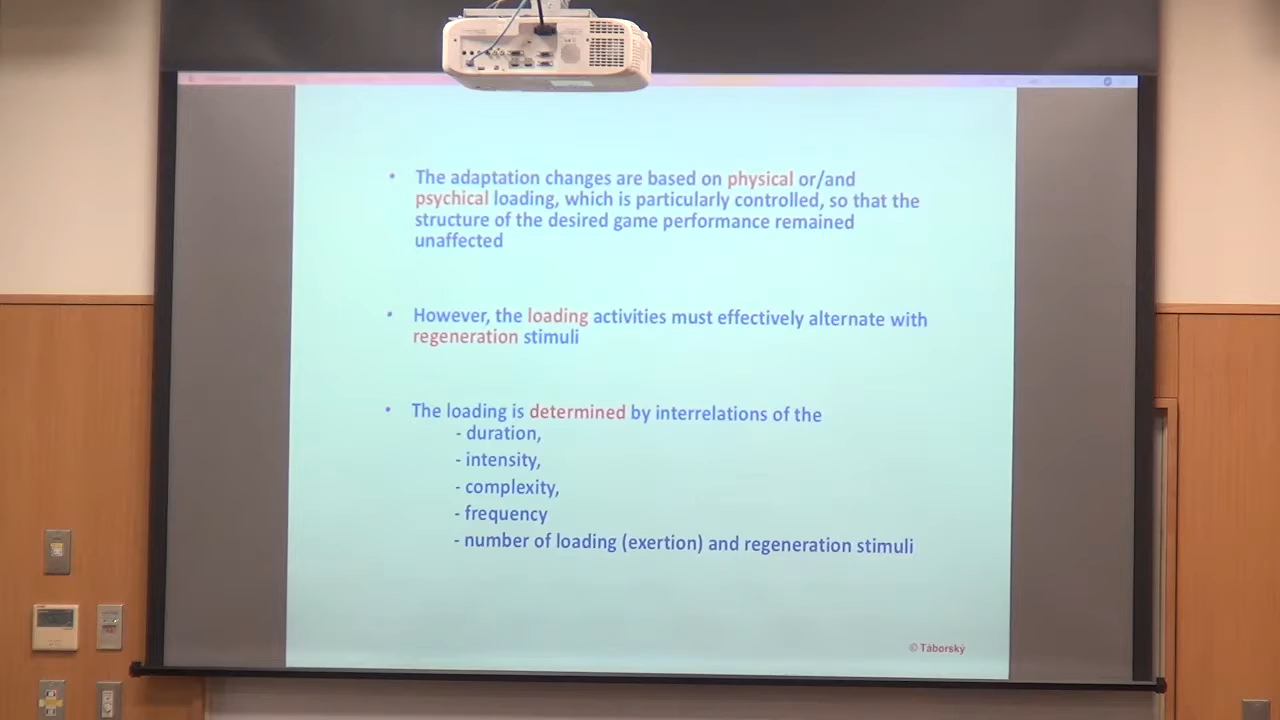 • The adaptation changes are based on physical or/and
psychical loading, which is particularly controlled, so that the
structure of the desired game performance remained
unaffected
• However, the loading activities must effectively alternate with
regeneration stimuli
• The loading is determined by interrelations of the
- duration,
- intensity,
- complexity,
- frequency
- number of loading (exertion) and regeneration stimuli
© Táborský